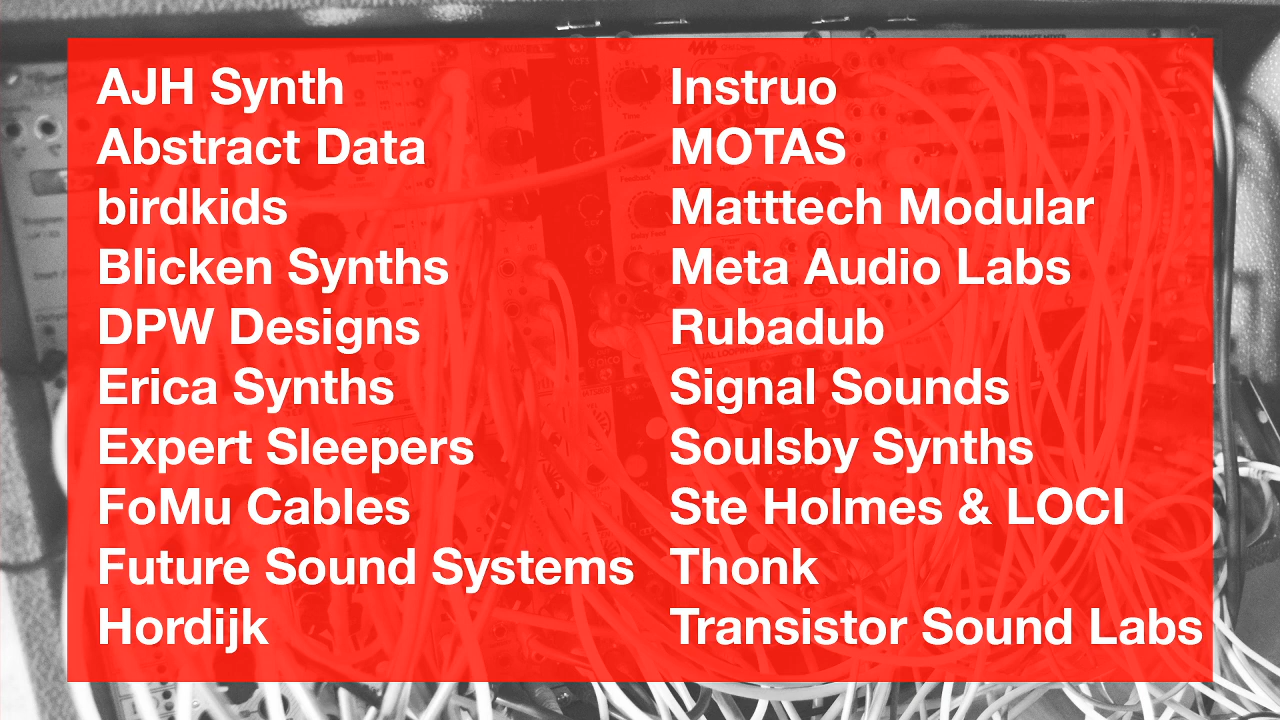 AJH Synth
Abstract Data
birdkids
Blicken Synths
DPW Designs
Erica Synths
Expert Sleepers
FoMu Cables
Future Sound Systems
Hordijk
Instruo
MOTAS
Matttech Modular
Meta Audio Labs
Rubadub
Signal Sounds
Soulsby Synths
Ste Holmes & LOCI
Thonk
Transistor Sound Labs